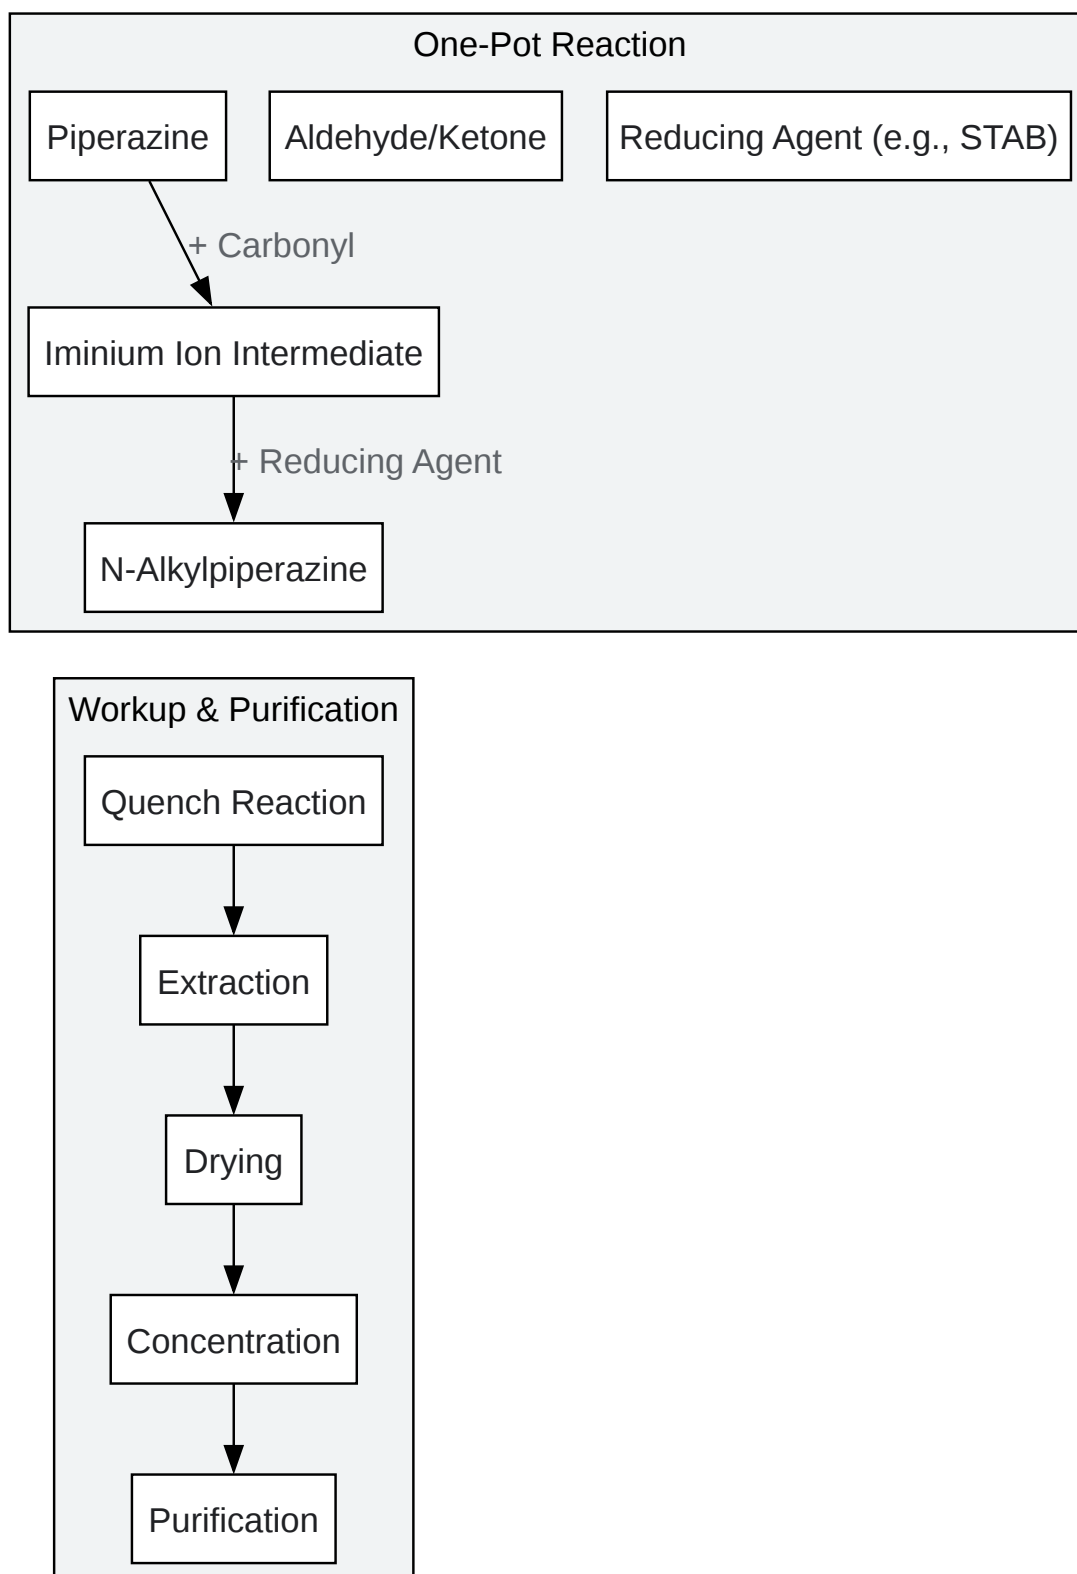 One-Pot Reaction
Piperazine
Aldehyde/Ketone
Reducing Agent (e.g., STAB)
+ Carbonyl
Iminium Ion Intermediate
+ Reducing Agent
N-Alkylpiperazine
Workup & Purification
Quench Reaction
Extraction
Drying
Concentration
Purification